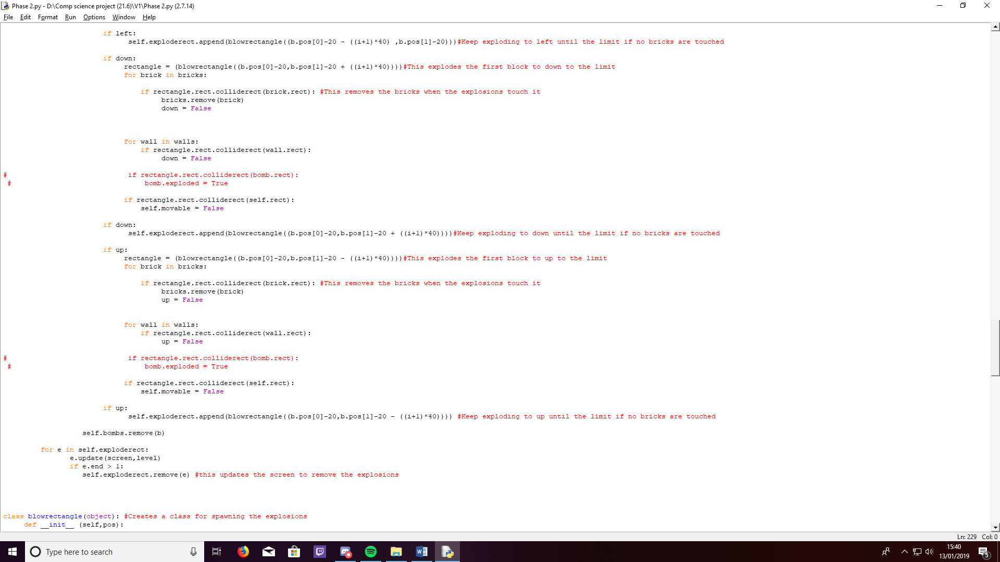 Phase 2.py - D:\Comp science project (21.6)\V1\Phase 2.py (2.7.14)
File Edit Format Run Options Window Help
if left:
self.exploderect.append(blowrectangle((b.pos[0]-20 - ((i+1)*40) ,b.pos[1]-20)))#Keep exploding to left until the limit if no bricks are touched
if down:
rectangle = (blowrectangle((b.pos[0]-20,b.pos[1]-20 + ((i+1)*40))))#This explodes the first block to down to the limit
for brick in bricks:
if rectangle.rect.colliderect(brick.rect): #This removes the bricks when the explosions touch it
bricks.remove(brick)
down = False
for wall in walls:
if rectangle.rect.colliderect(wall.rect):
down = False
# if rectangle.rect.colliderect(bomb.rect):
# bomb.exploded = True
if rectangle.rect.colliderect(self.rect):
self.movable = False
if down:
self.exploderect.append(blowrectangle((b.pos[0]-20,b.pos[1]-20 + ((i+1)*40))))#Keep exploding to down until the limit if no bricks are touched
if up:
rectangle = (blowrectangle((b.pos[0]-20,b.pos[1]-20 - ((i+1)*40))))#This explodes the first block to up to the limit
for brick in bricks:
if rectangle.rect.colliderect(brick.rect): #This removes the bricks when the explosions touch it
bricks.remove(brick)
up = False
for wall in walls:
if rectangle.rect.colliderect(wall.rect):
up = False
# if rectangle.rect.colliderect(bomb.rect):
# bomb.exploded = True
if rectangle.rect.colliderect(self.rect):
self.movable = False
if up:
self.exploderect.append(blowrectangle((b.pos[0]-20,b.pos[1]-20 - ((i+1)*40)))) #Keep exploding to up until the limit if no bricks are touched
self.bombs.remove(b)
for e in self.exploderect:
e.update(screen,level)
if e.end > 1:
self.exploderect.remove(e) #this updates the screen to remove the explosions
class blowrectangle(object): #Creates a class for spawning the explosions
def __init__ (self,pos):
Ln: 229 Col: 0
Type here to search
15:40
13/01/2019
5